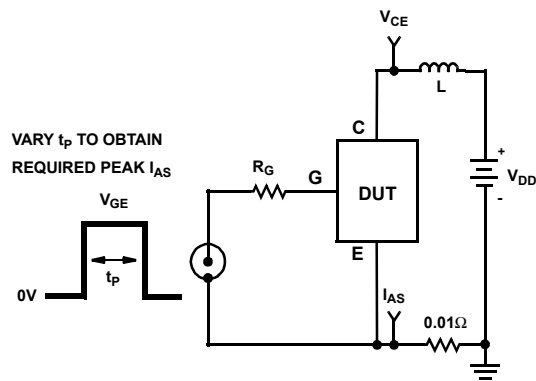 VCE
L
C
VARY tP TO OBTAIN
REQUIRED PEAK IAS
RG
G
DUT
+
VDD
-
VGE
tP
0V
E
IAS
0.01Ω